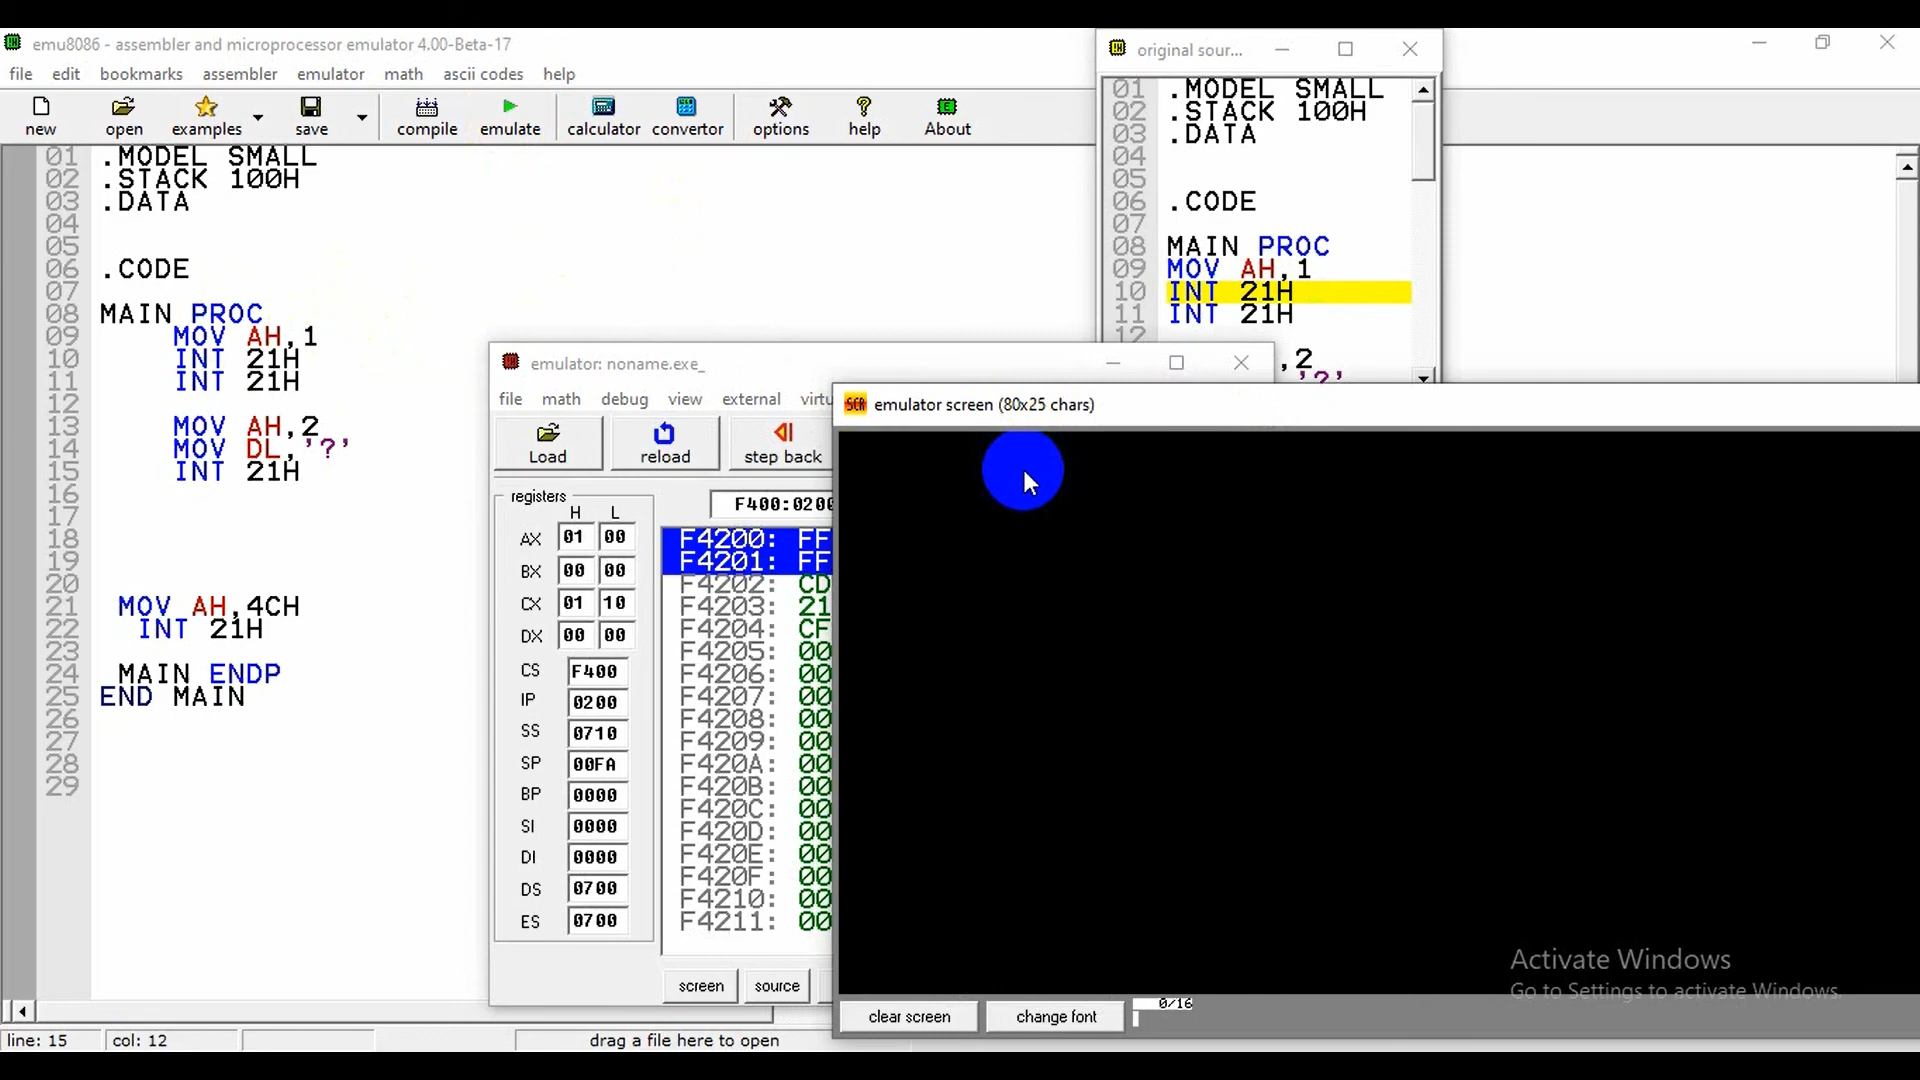 emu8086 - assembler and microprocessor emulator 4.00-Beta-17
file edit bookmarks assembler emulator math ascii codes help
new open examples save compile emulate calculator convertor options help About
01 .MODEL SMALL
02 .STACK 100H
03 .DATA
04
05
06 .CODE
07
08 MAIN PROC
09 MOV AH,1
10 INT 21H
11 INT 21H
12
13 MOV AH,2
14 MOV DL,'?'
15 INT 21H
16
17
18
19
20
21 MOV AH,4CH
22 INT 21H
23
24 MAIN ENDP
25 END MAIN
26
27
28
29
line: 15 col: 12 drag a file here to open
original sour...
01 .MODEL SMALL
02 .STACK 100H
03 .DATA
04
05
06 .CODE
07
08 MAIN PROC
09 MOV AH,1
10 INT 21H
11 INT 21H
12
,2
'?'
emulator: noname.exe_
file math debug view external virtu
Load reload step back
registers
H L
AX 01 00
BX 00 00
CX 01 10
DX 00 00
CS F400
IP 0200
SS 0710
SP 00FA
BP 0000
SI 0000
DI 0000
DS 0700
ES 0700
F400:0200
F4200: FF
F4201: FF
F4202: CD
F4203: 21
F4204: CF
F4205: 00
F4206: 00
F4207: 00
F4208: 00
F4209: 00
F420A: 00
F420B: 00
F420C: 00
F420D: 00
F420E: 00
F420F: 00
F4210: 00
F4211: 00
screen source
SCR emulator screen (80x25 chars)
clear screen change font 0/16
Activate Windows
Go to Settings to activate Windows.